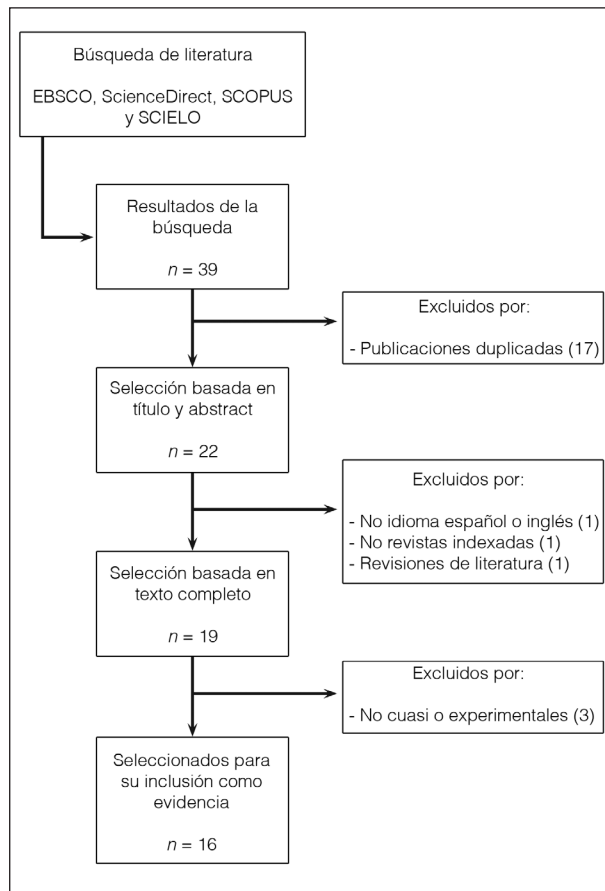 Búsqueda de literatura
EBSCO, ScienceDirect, SCOPUS
y SCIELO
Resultados de la
búsqueda
n = 39
Excluidos por:
- Publicaciones duplicadas (17)
Selección basada en
título y abstract
n = 22
Excluidos por:
- No idioma español o inglés (1)
- No revistas indexadas (1)
- Revisiones de literatura (1)
Selección basada en
texto completo
n = 19
Excluidos por:
- No cuasi o experimentales (3)
Seleccionados para
su inclusión como
evidencia
n = 16